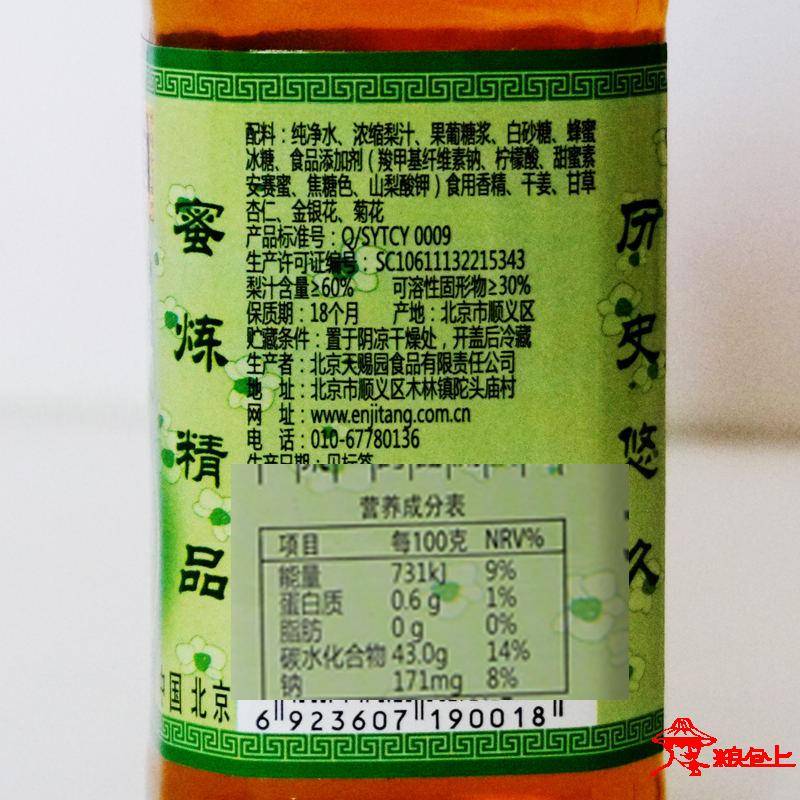 配料：纯净水、浓缩梨汁、果葡糖浆、白砂糖、蜂蜜
冰糖、食品添加剂（羧甲基纤维素钠、柠檬酸、甜蜜素
安赛蜜、焦糖色、山梨酸钾）食用香精、干姜、甘草
杏仁、金银花、菊花
产品标准号：Q/SYTCY 0009
生产许可证编号：SC10611132215343
梨汁含量≥60% 可溶性固形物≥30%
保质期：18个月 产地：北京市顺义区
贮藏条件：置于阴凉干燥处，开盖后冷藏
生产者：北京天赐园食品有限责任公司
地 址：北京市顺义区木林镇陀头庙村
网 址：www.enjitang.com.cn
电 话：010-67780136
生产日期：见标签
营养成分表
项目 每100克 NRV%
能量 731kJ 9%
蛋白质 0.6 g 1%
脂肪 0 g 0%
碳水化合物 43.0g 14%
钠 171mg 8%
6 923607 190018
蜜炼精品
历史悠久
中国北京
粮仓上